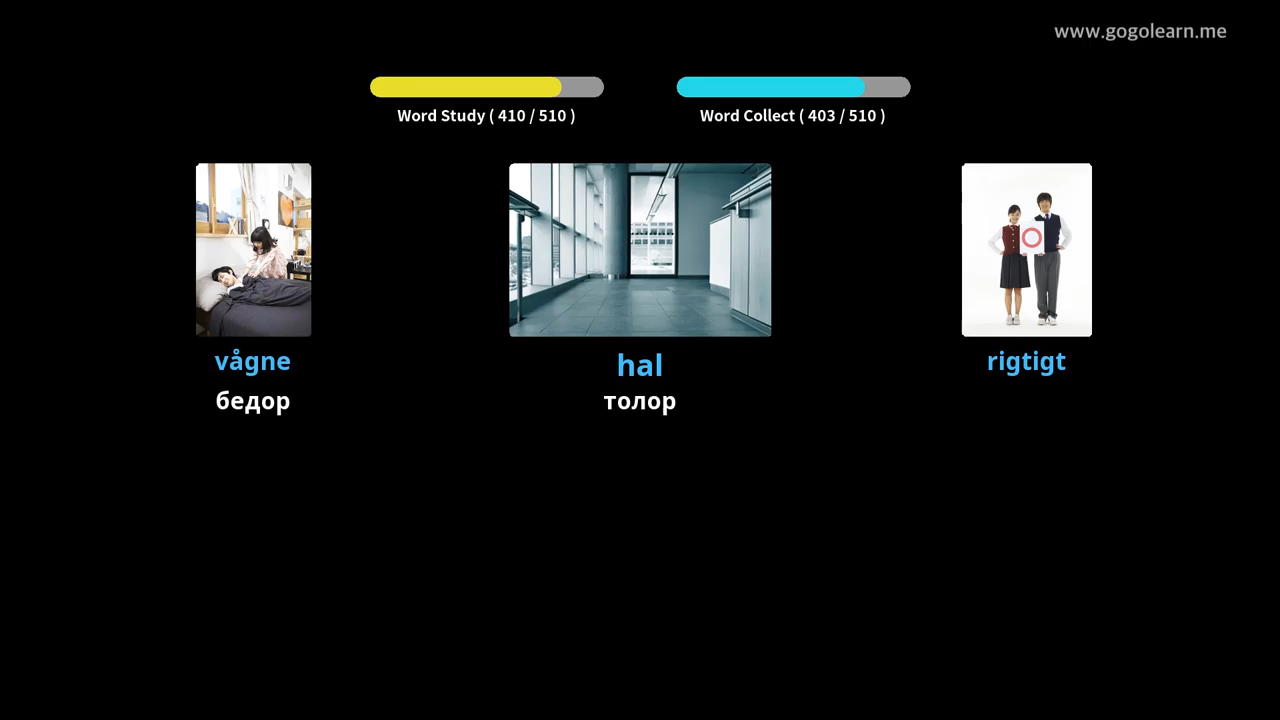 www.gogolearn.me
Word Study ( 410 / 510 )
Word Collect ( 403 / 510 )
vågne
hal
rigtigt
бедор
толор